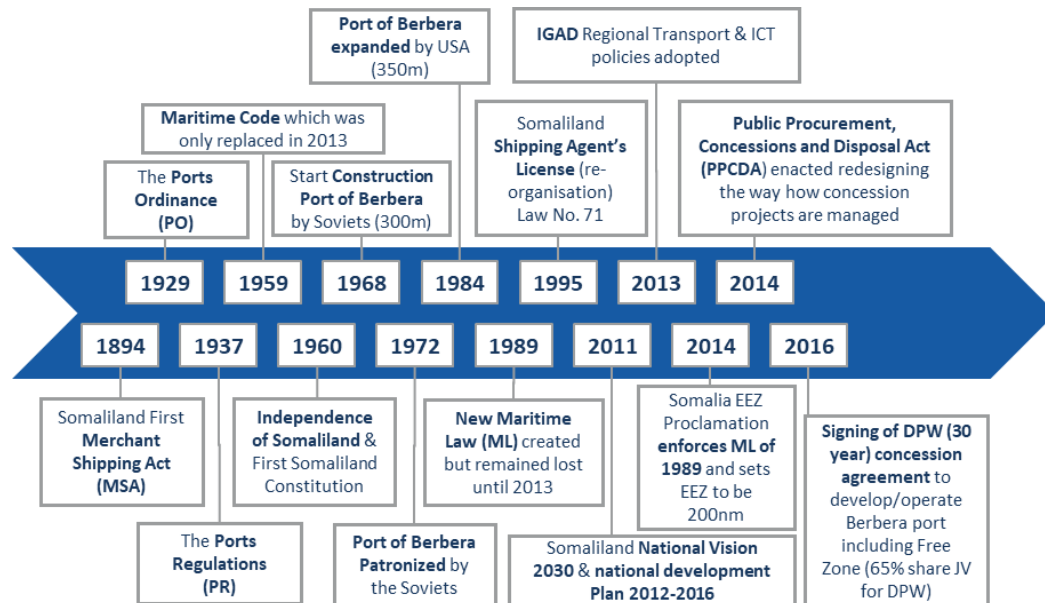 Port of Berbera
expanded by USA
(350m)
IGAD Regional Transport & ICT
policies adopted
Maritime Code which was
only replaced in 2013
Somaliland
Shipping Agent's
License (re-
organisation)
Law No. 71
Public Procurement,
Concessions and Disposal Act
(PPCDA) enacted redesigning
the way how concession
projects are managed
The Ports
Ordinance
(PO)
Start Construction
Port of Berbera
by Soviets (300m)
1929
1959
1968
1984
1995
2013
2014
1894
1937
1960
1972
1989
2011
2014
2016
Somaliland First
Merchant
Shipping Act
(MSA)
Independence
of Somaliland &
First Somaliland
Constitution
New Maritime
Law (ML) created
but remained lost
until 2013
Somalia EEZ
Proclamation
enforces ML of
1989 and sets
EEZ to be
200nm
Signing of DPW (30
year) concession
agreement to
develop/operate
Berbera port
including Free
Zone (65% share JV
for DPW)
The Ports
Regulations
(PR)
Port of Berbera
Patronized by
the Soviets
Somaliland National Vision
2030 & national development
Plan 2012-2016